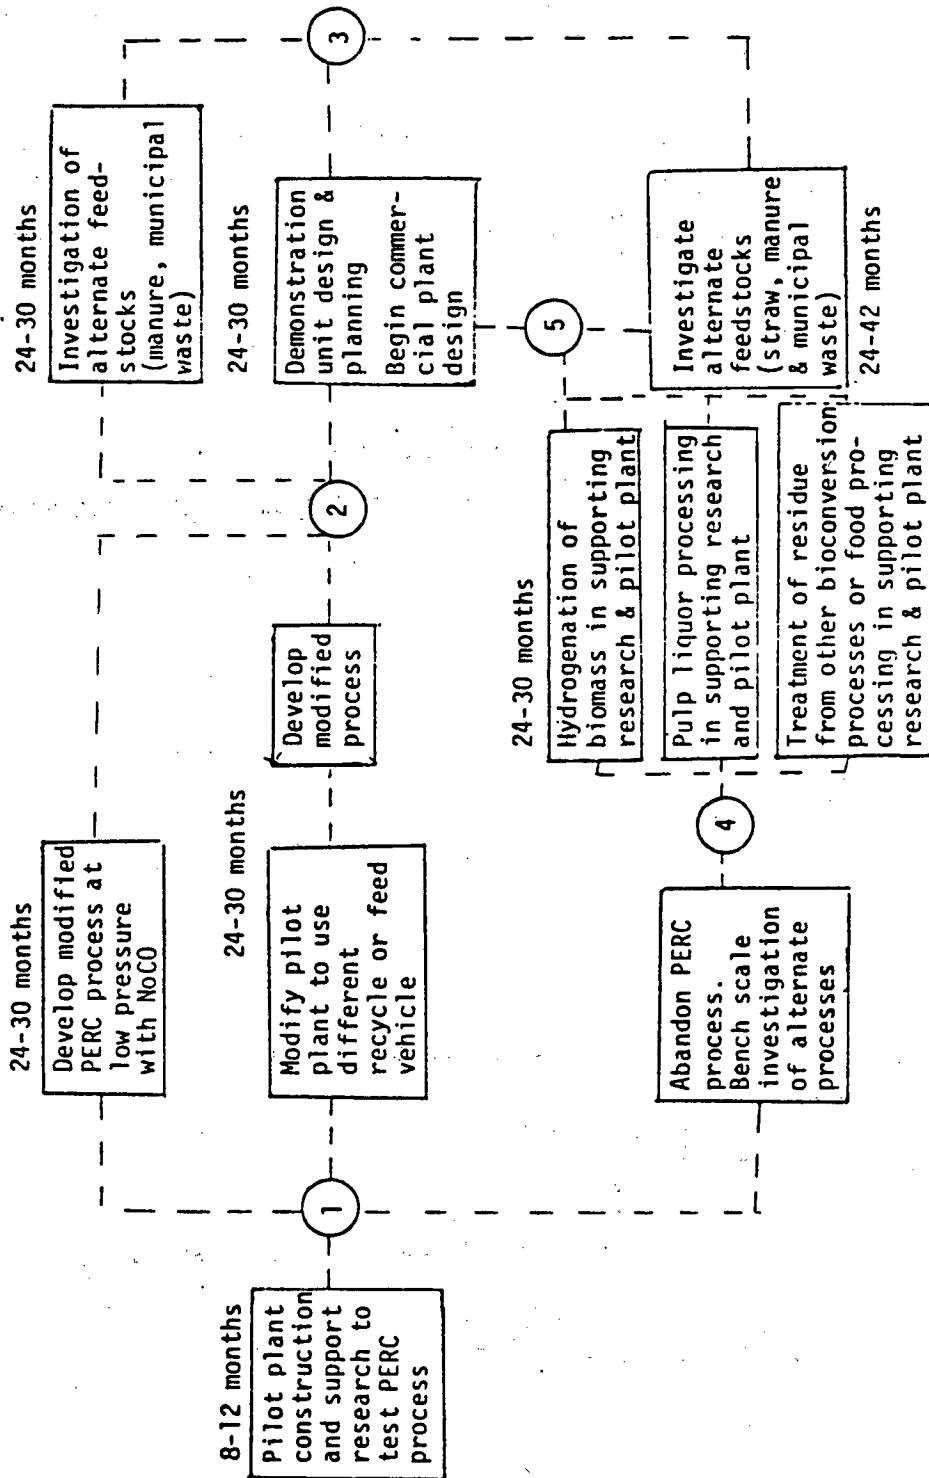 8-12 months
Pilot plant
construction
and support
research to
test PERC
process
1
24-30 months
Develop modified
PERC process at
low pressure
with NoCO
24-30 months
Modify pilot
plant to use
different
recycle or feed
vehicle
Develop
modified
process
Abandon PERC
process.
Bench scale
investigation
of alternate
processes
2
4
24-30 months
Hydrogenation of
biomass in supporting
research & pilot plant
Pulp liquor processing
in supporting research
and pilot plant
Treatment of residue
from other bioconversion
processes or food pro-
cessing in supporting
research & pilot plant
24-30 months
Investigation of
alternate feed-
stocks
(manure, municipal
waste)
24-30 months
Demonstration
unit design &
planning
Begin commer-
cial plant
design
5
Investigate
alternate
feedstocks
(straw, manure
& municipal
waste)
24-42 months
3